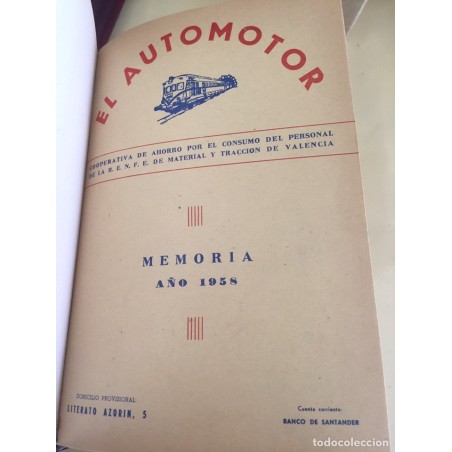 EL AUTOMOTOR
COOPERATIVA DE AHORRO POR EL CONSUMO DEL PERSONAL
DE LA R. E. N. F. E. DE MATERIAL Y TRACCION DE VALENCIA
MEMORIA
AÑO 1958
DOMICILIO PROVISIONAL:
LITERATO AZORIN, 5
Cuenta corriente:
BANCO DE SANTANDER
todocoleccion